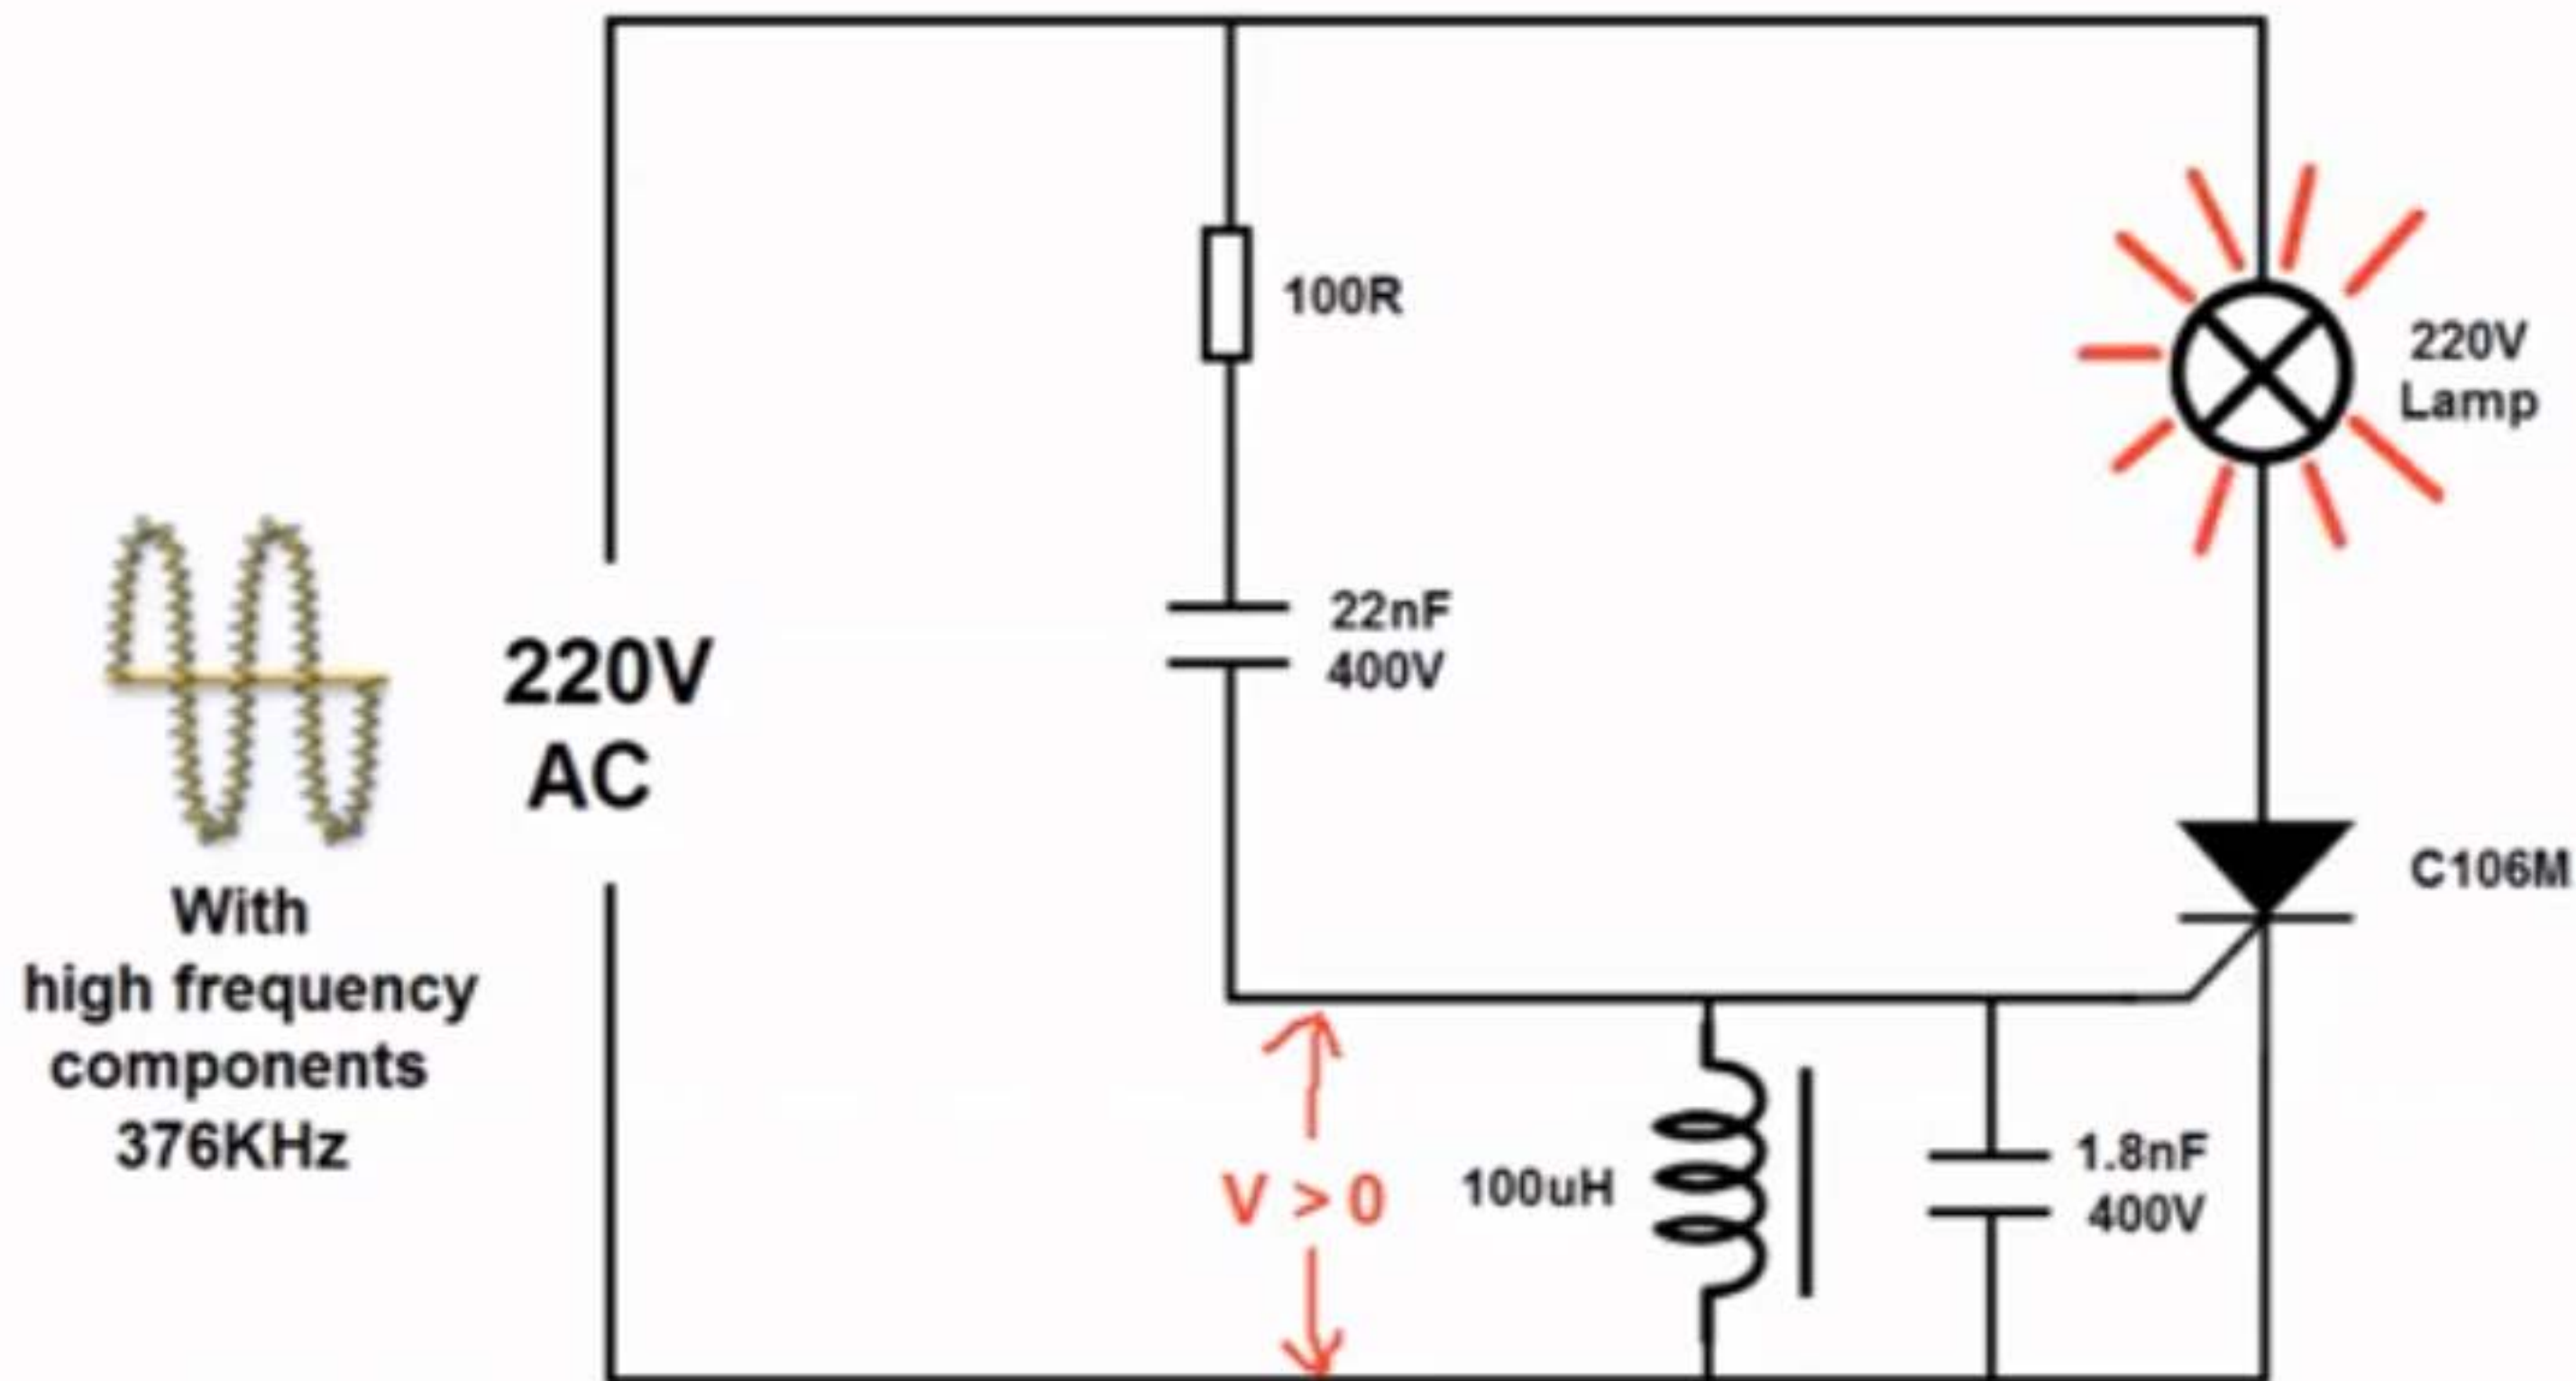 100R
220V
Lamp
22nF
400V
220V
AC
C106M
With
high frequency
components
376KHz
V > 0
100uH
1.8nF
400V